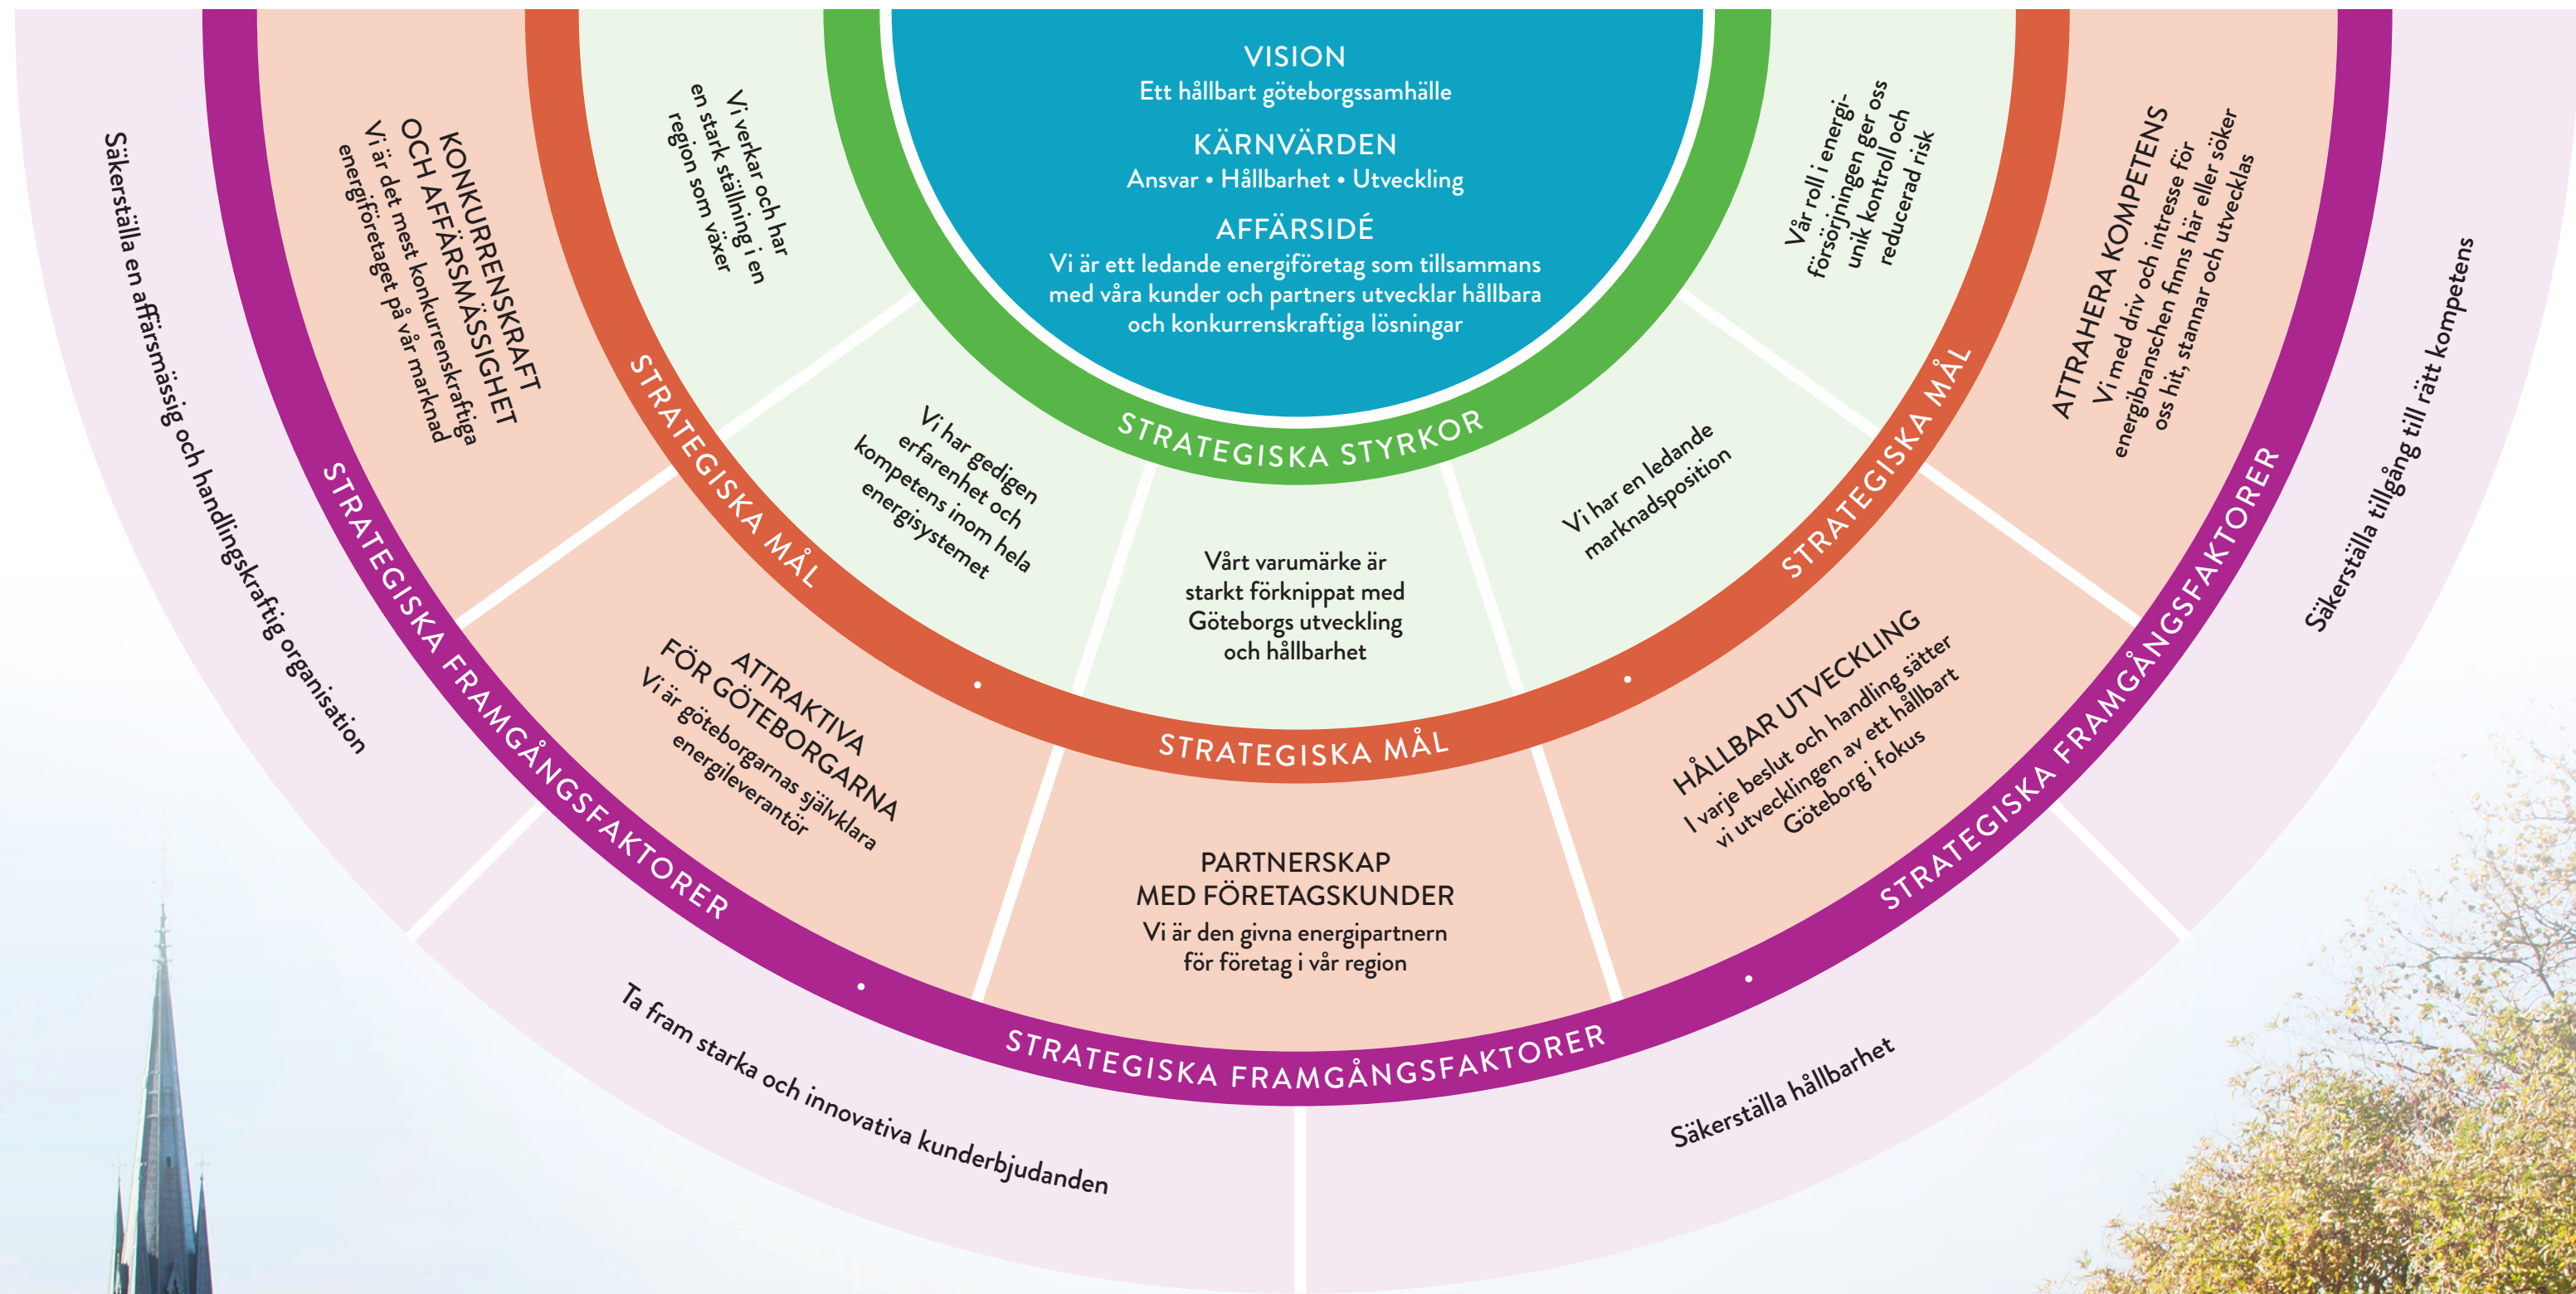 VISION
Ett hållbart göteborgssamhälle
KÄRNVÄRDEN
Ansvar • Hållbarhet • Utveckling
AFFÄRSIDÉ
Vi är ett ledande energiföretag som tillsammans
med våra kunder och partners utvecklar hållbara
och konkurrenskraftiga lösningar
STRATEGISKA STYRKOR
Vi verkar och har
en stark ställning i en
region som växer
Vi har gedigen
erfarenhet och
kompetens inom hela
energisystemet
Vårt varumärke är
starkt förknippat med
Göteborgs utveckling
och hållbarhet
Vi har en ledande
marknadsposition
Vår roll i energi-
försörjningen ger oss
unik kontroll och
reducerad risk
STRATEGISKA MÅL
•
STRATEGISKA MÅL
•
STRATEGISKA MÅL
KONKURRENSKRAFT
OCH AFFÄRSMÄSSIGHET
Vi är det mest konkurrenskraftiga
energiföretaget på vår marknad
ATTRAKTIVA
FÖR GÖTEBORGARNA
Vi är göteborgarnas självklara
energileverantör
PARTNERSKAP
MED FÖRETAGSKUNDER
Vi är den givna energipartnern
för företag i vår region
HÅLLBAR UTVECKLING
I varje beslut och handling sätter
vi utvecklingen av ett hållbart
Göteborg i fokus
ATTRAHERA KOMPETENS
Vi med driv och intresse för
energibranschen finns här eller söker
oss hit, stannar och utvecklas
STRATEGISKA FRAMGÅNGSFAKTORER
•
STRATEGISKA FRAMGÅNGSFAKTORER
•
STRATEGISKA FRAMGÅNGSFAKTORER
Säkerställa en affärsmässig och handlingskraftig organisation
Ta fram starka och innovativa kunderbjudanden
Säkerställa hållbarhet
Säkerställa tillgång till rätt kompetens